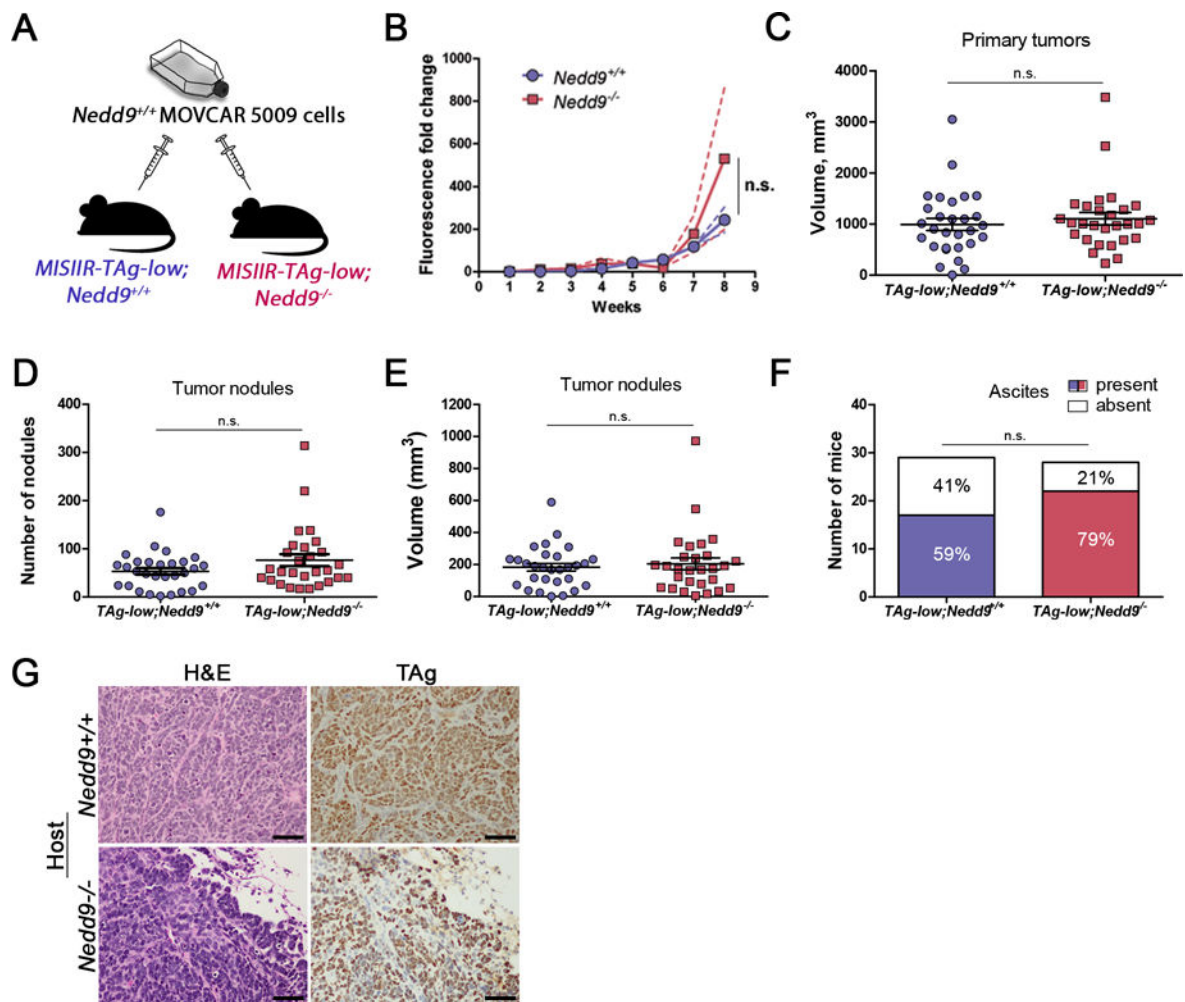 A
Nedd9+/+ MOVCAR 5009 cells
MISIIR-TAg-low;
Nedd9+/+
MISIIR-TAg-low;
Nedd9-/-
B
Fluorescence fold change
1000
800
600
400
200
0
Nedd9+/+
Nedd9-/-
n.s.
0 1 2 3 4 5 6 7 8 9
Weeks
C
Primary tumors
n.s.
Volume, mm3
4000
3000
2000
1000
0
TAg-low;Nedd9+/+
TAg-low;Nedd9-/-
D
Tumor nodules
n.s.
Number of nodules
400
300
200
100
0
TAg-low;Nedd9+/+
TAg-low;Nedd9-/-
E
Tumor nodules
n.s.
Volume (mm3)
1200
1000
800
600
400
200
0
TAg-low;Nedd9+/+
TAg-low;Nedd9-/-
F
Ascites
present
absent
n.s.
Number of mice
40
30
20
10
0
41%
59%
21%
79%
TAg-low;Nedd9+/+
TAg-low;Nedd9-/-
G
H&E
TAg
Host
Nedd9+/+
Nedd9-/-